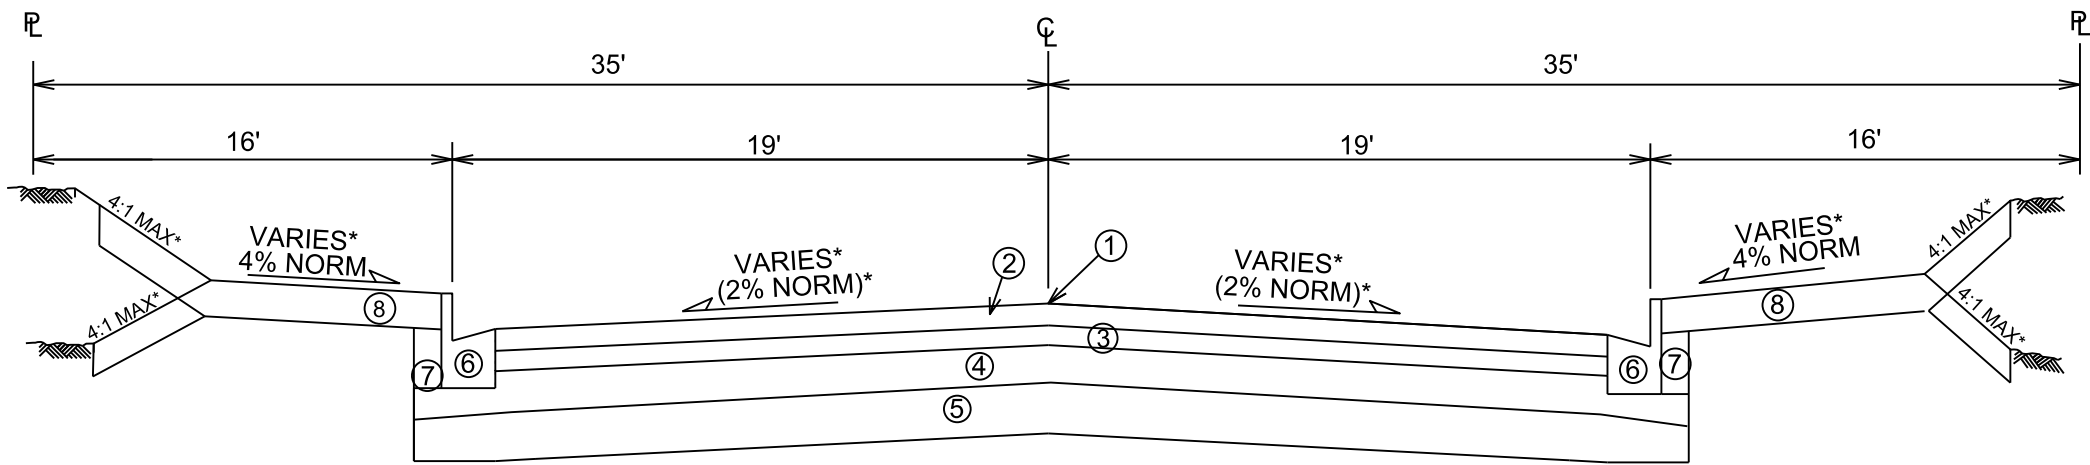 PL
CL
PL
35'
35'
16'
19'
19'
16'
4:1 MAX*
VARIES*
4% NORM
VARIES*
(2% NORM)*
2
1
VARIES*
(2% NORM)*
VARIES*
4% NORM
4:1 MAX*
4:1 MAX*
8
8
4:1 MAX*
3
7
6
4
6
7
5